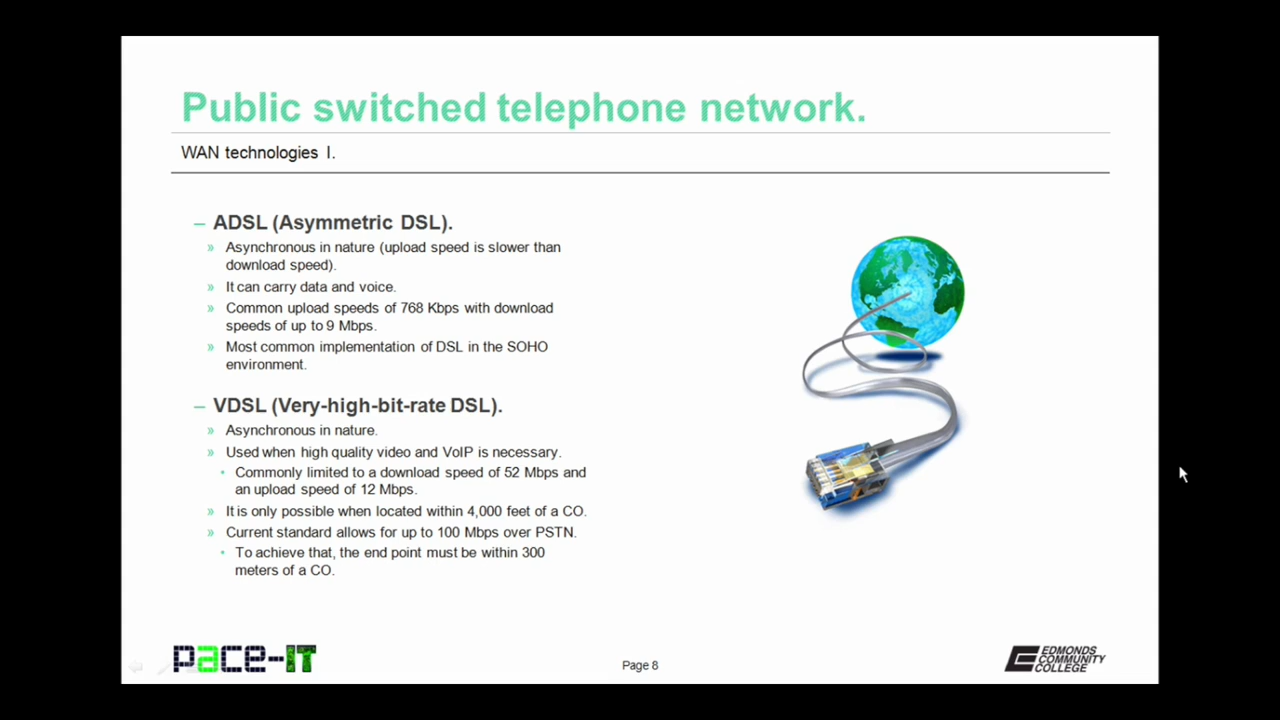 Public switched telephone network.
WAN technologies I.
– ADSL (Asymmetric DSL).
» Asynchronous in nature (upload speed is slower than
download speed).
» It can carry data and voice.
» Common upload speeds of 768 Kbps with download
speeds of up to 9 Mbps.
» Most common implementation of DSL in the SOHO
environment.
– VDSL (Very-high-bit-rate DSL).
» Asynchronous in nature.
» Used when high quality video and VoIP is necessary.
• Commonly limited to a download speed of 52 Mbps and
an upload speed of 12 Mbps.
» It is only possible when located within 4,000 feet of a CO.
» Current standard allows for up to 100 Mbps over PSTN.
• To achieve that, the end point must be within 300
meters of a CO.
pace-IT
Page 8
EDMONDS
COMMUNITY
COLLEGE